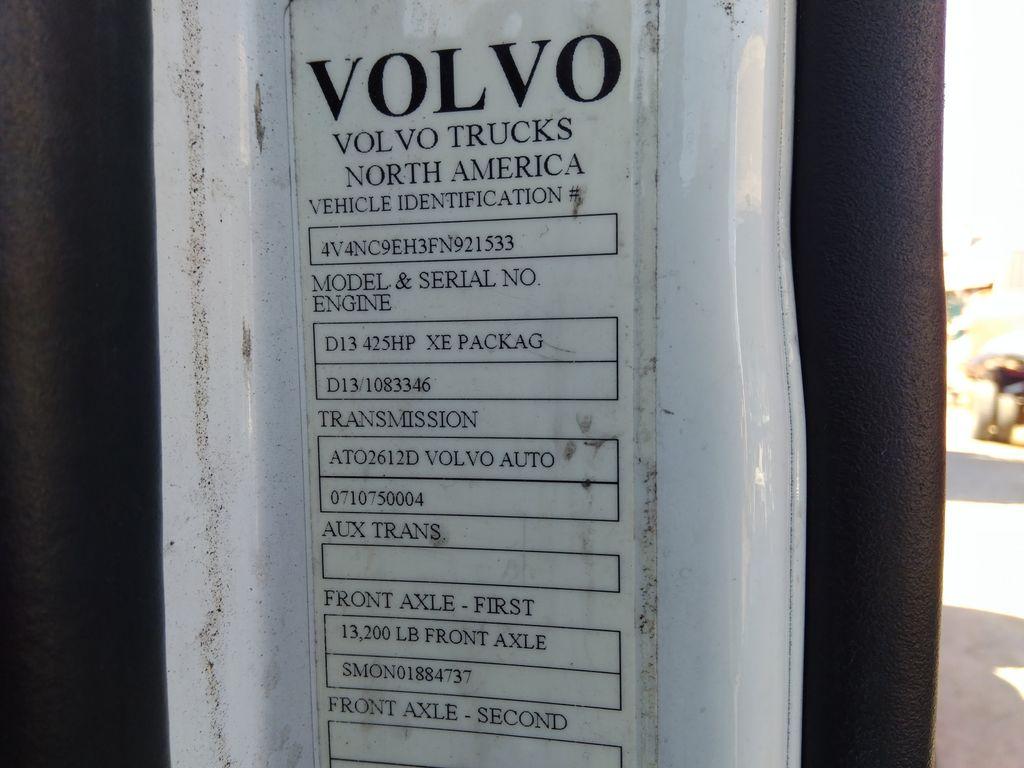 VOLVO
VOLVO TRUCKS
NORTH AMERICA
VEHICLE IDENTIFICATION #
4V4NC9EH3FN921533
MODEL & SERIAL NO.
ENGINE
D13 425HP XE PACKAG
D13/1083346
TRANSMISSION
ATO2612D VOLVO AUTO
0710750004
AUX TRANS.
FRONT AXLE - FIRST
13,200 LB FRONT AXLE
SMON01884737
FRONT AXLE - SECOND